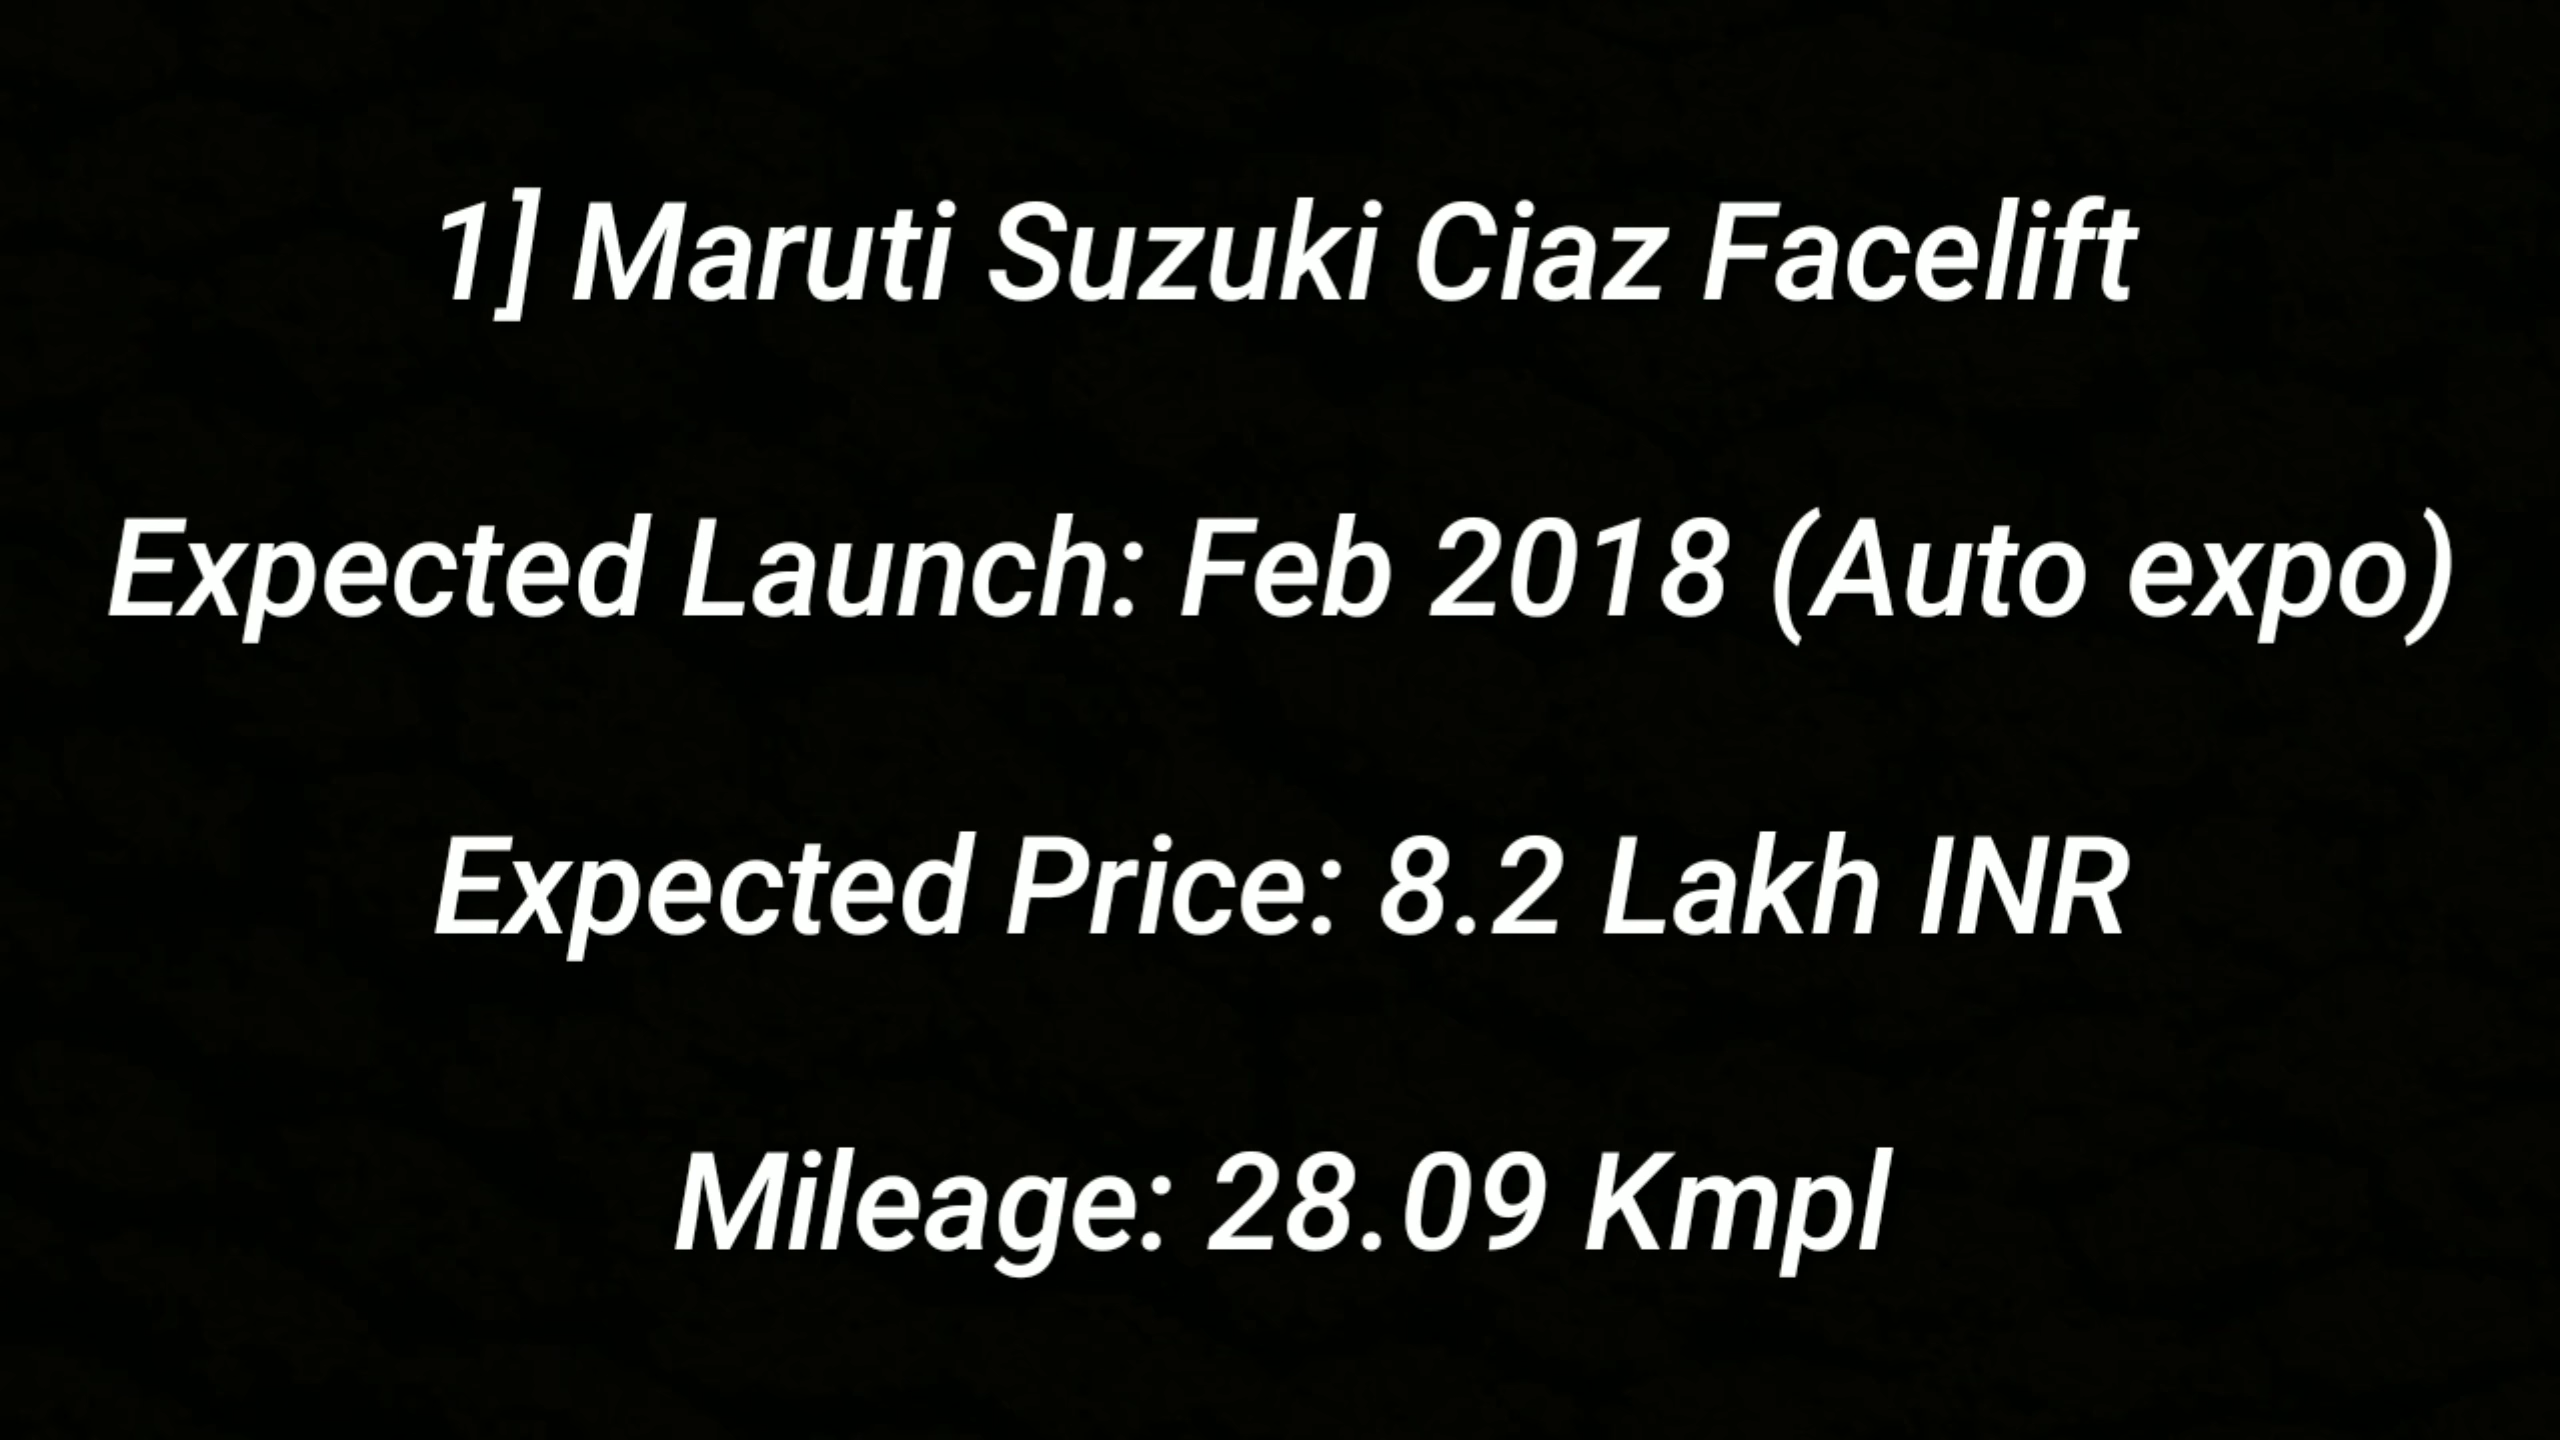 1] Maruti Suzuki Ciaz Facelift
Expected Launch: Feb 2018 (Auto expo)
Expected Price: 8.2 Lakh INR
Mileage: 28.09 Kmpl